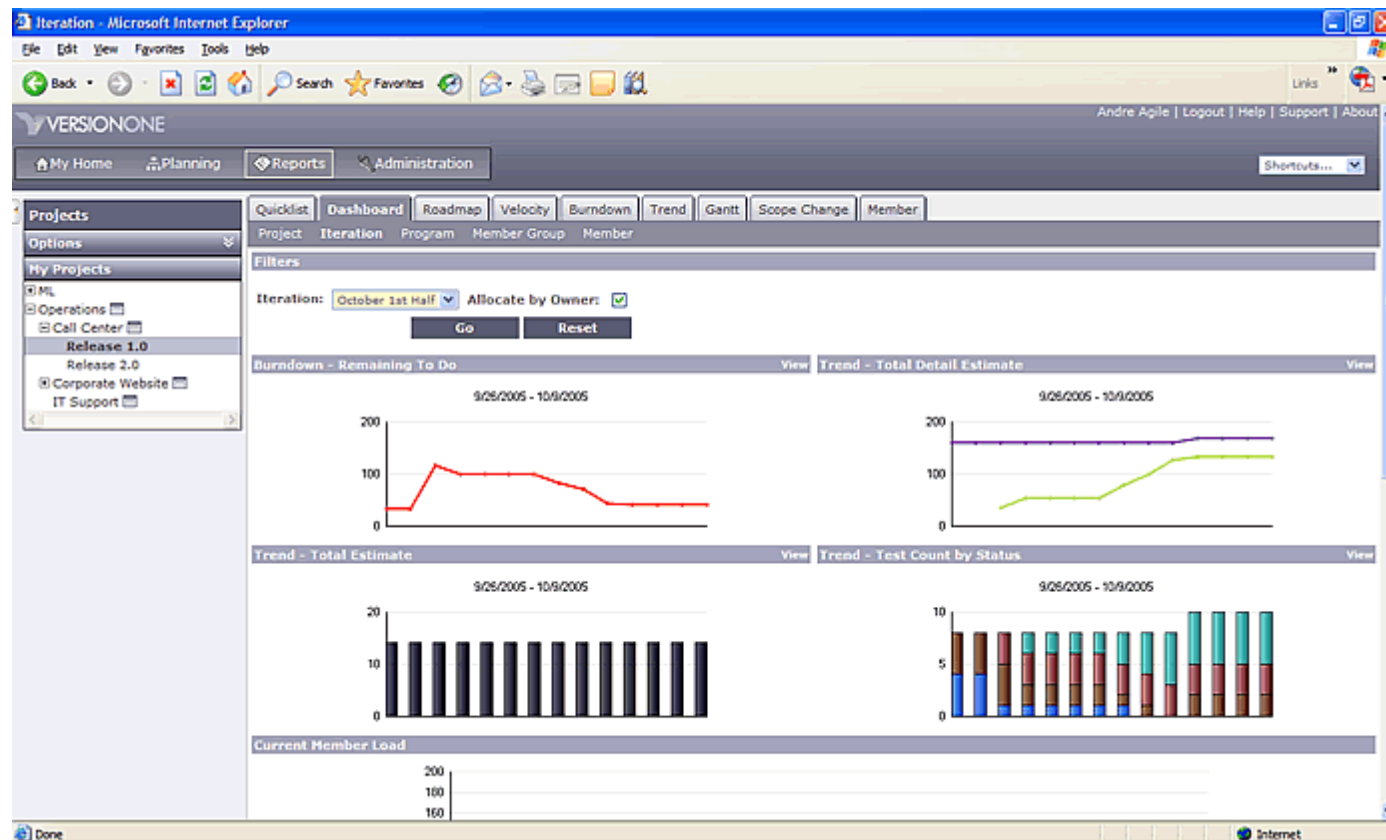 Iteration - Microsoft Internet Explorer
File Edit View Favorites Tools Help
Back Search Favorites Links
VERSIONONE
Andre Agile | Logout | Help | Support | About
My Home Planning Reports Administration
Shortcuts...
Projects
Options
My Projects
ML
Operations
Call Center
Release 1.0
Release 2.0
Corporate Website
IT Support
Quicklist Dashboard Roadmap Velocity Burndown Trend Gantt Scope Change Member
Project Iteration Program Member Group Member
Filters
Iteration: October 1st Half Allocate by Owner:
Go Reset
Burndown - Remaining To Do View
9/26/2005 - 10/9/2005
200
100
0
Trend - Total Detail Estimate View
9/26/2005 - 10/9/2005
200
100
0
Trend - Total Estimate View
9/26/2005 - 10/9/2005
20
10
0
Trend - Test Count by Status View
9/26/2005 - 10/9/2005
10
5
0
Current Member Load
200
180
160
Done
Internet